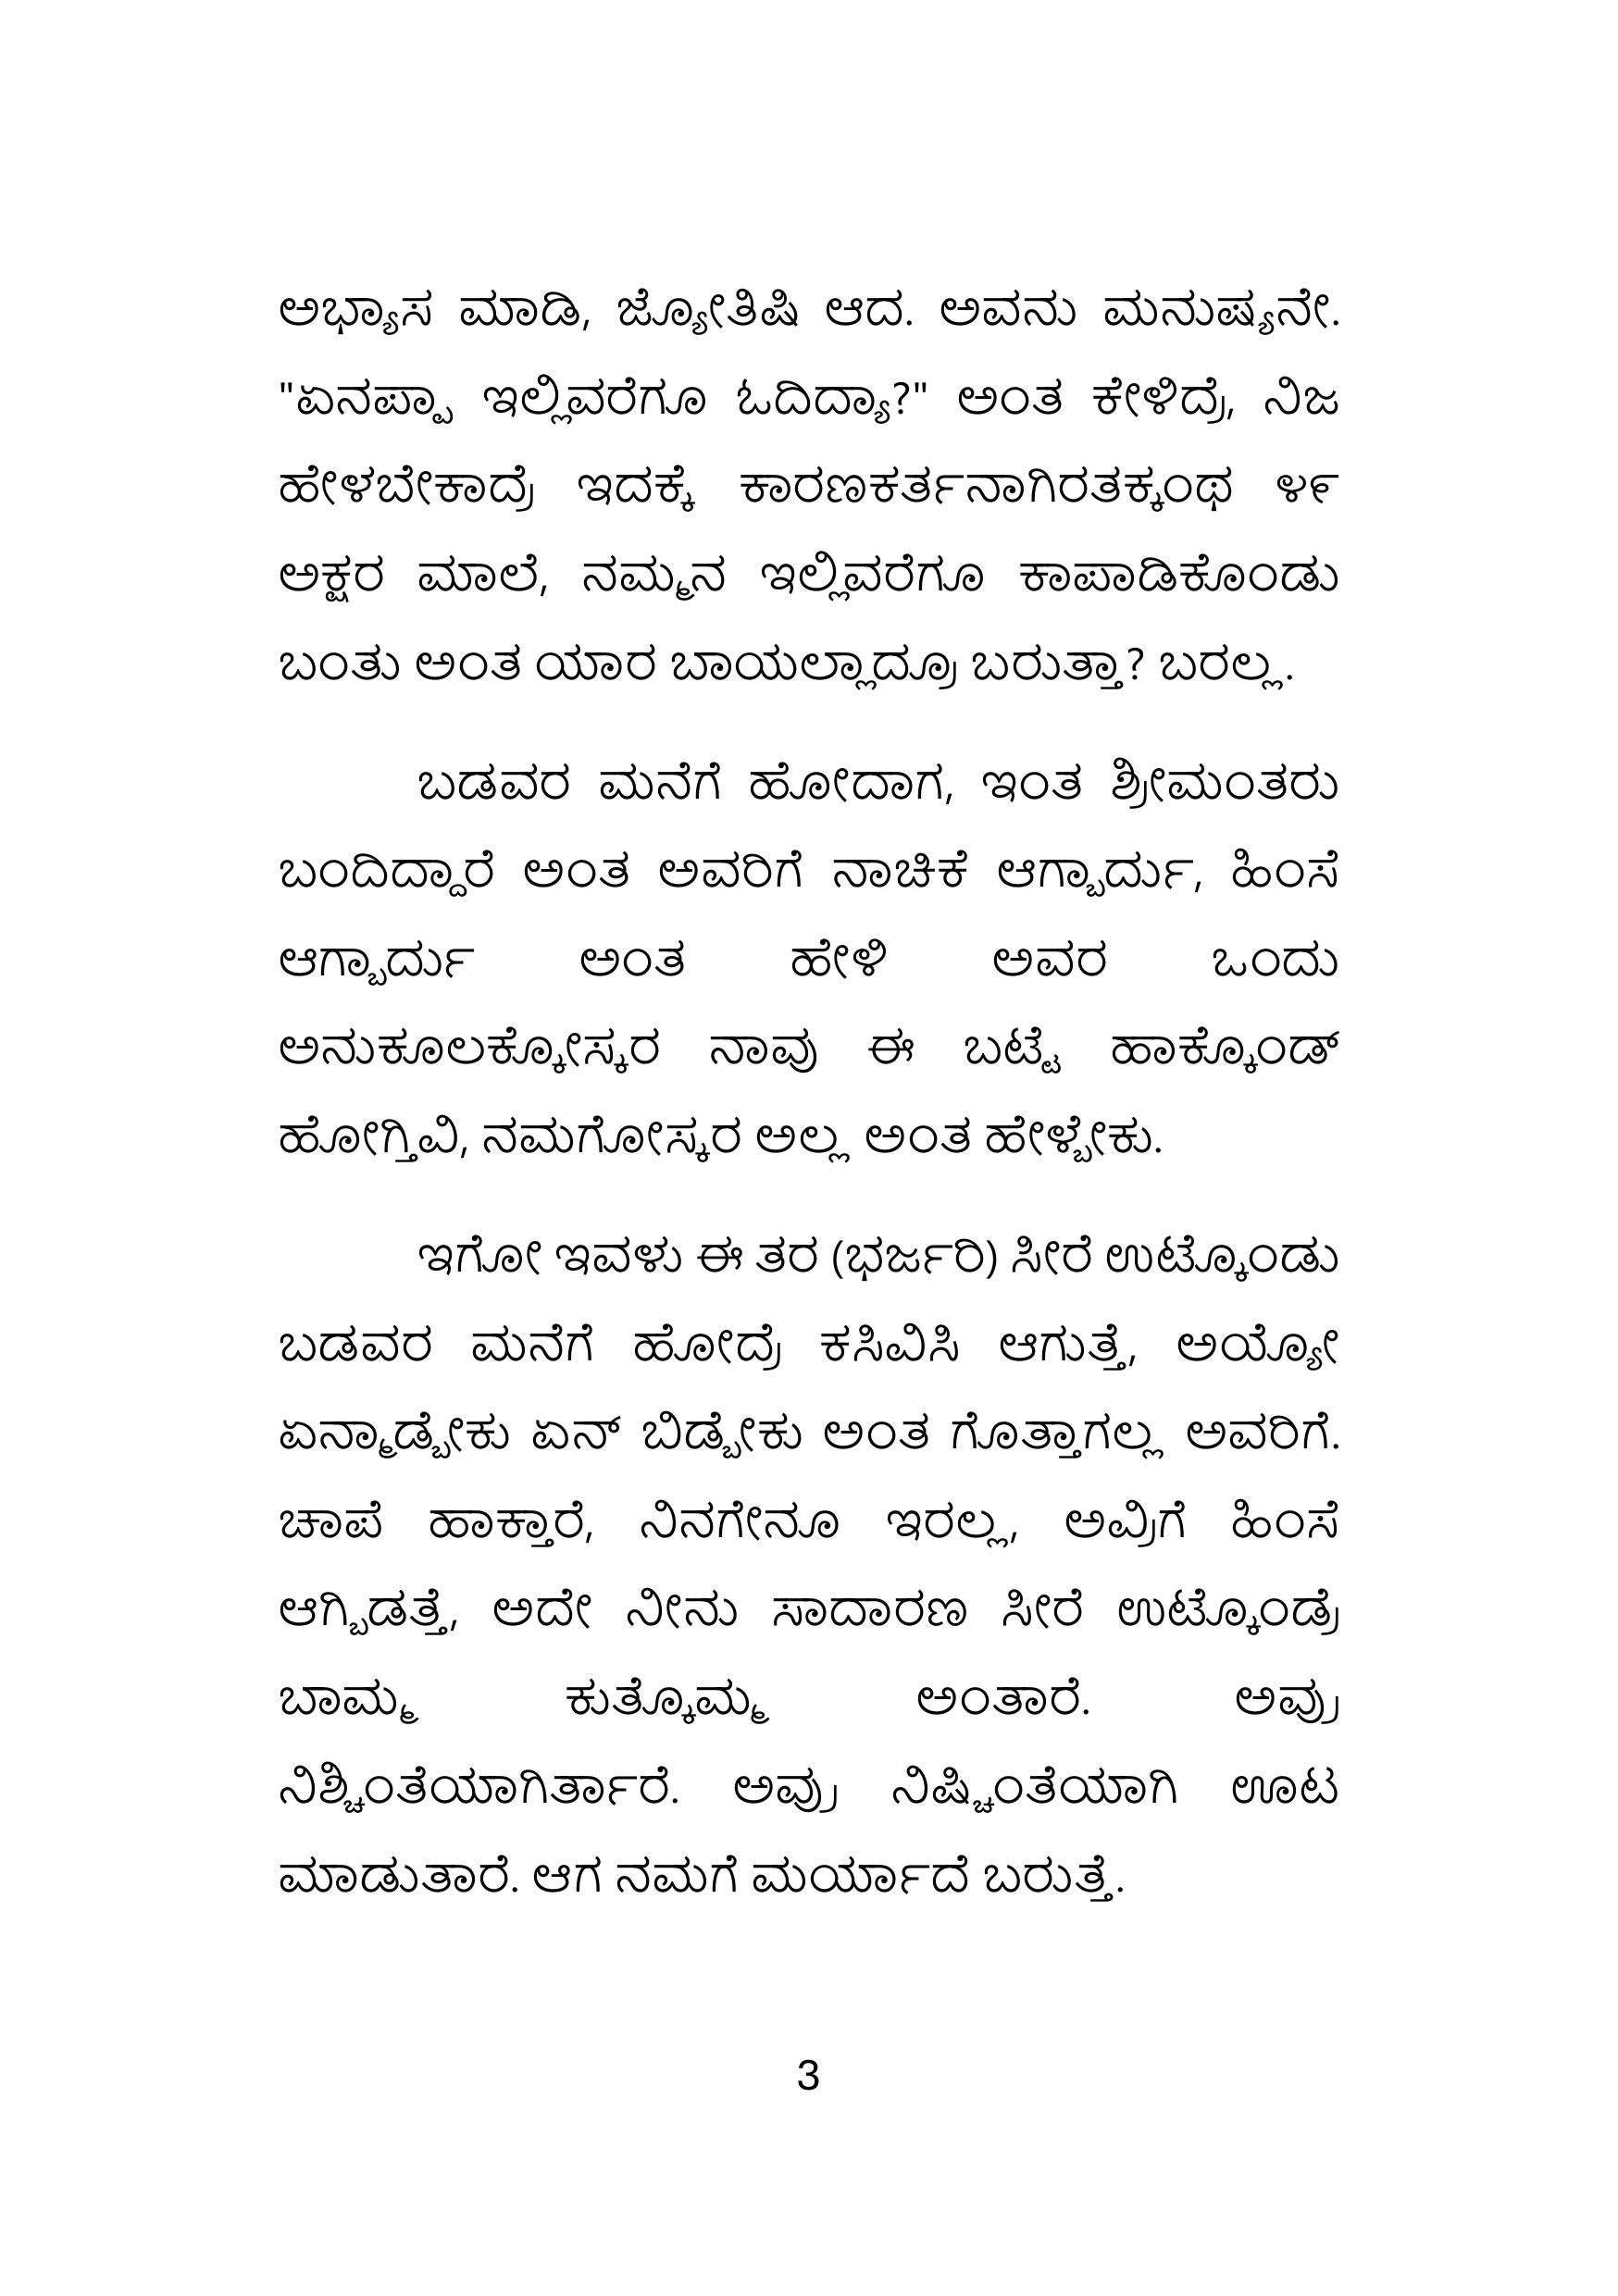 ಅಭ್ಯಾಸ ಮಾಡಿ, ಜ್ಯೋತಿಷಿ ಆದ. ಅವನು ಮನುಷ್ಯನೇ.
"ಏನಪ್ಪಾ ಇಲ್ಲಿವರೆಗೂ ಓದಿದ್ಯಾ?" ಅಂತ ಕೇಳಿದ್ರೆ, ನಿಜ
ಹೇಳಬೇಕಾದ್ರೆ ಇದಕ್ಕೆ ಕಾರಣಕರ್ತನಾಗಿರತಕ್ಕಂಥ ೪೯
ಅಕ್ಷರ ಮಾಲೆ, ನಮ್ಮನ ಇಲ್ಲಿವರೆಗೂ ಕಾಪಾಡಿಕೊಂಡು
ಬಂತು ಅಂತ ಯಾರ ಬಾಯಲ್ಲಾದ್ರೂ ಬರುತ್ತಾ? ಬರಲ್ಲ.
ಬಡವರ ಮನೆಗೆ ಹೋದಾಗ, ಇಂತ ಶ್ರೀಮಂತರು
ಬಂದಿದ್ದಾರೆ ಅಂತ ಅವರಿಗೆ ನಾಚಿಕೆ ಆಗ್ಬಾರ್ದು, ಹಿಂಸೆ
ಆಗ್ಬಾರ್ದು ಅಂತ ಹೇಳಿ ಅವರ ಒಂದು
ಅನುಕೂಲಕ್ಕೋಸ್ಕರ ನಾವು ಈ ಬಟ್ಟೆ ಹಾಕ್ಕೊಂಡ್
ಹೋಗ್ತಿವಿ, ನಮಗೋಸ್ಕರ ಅಲ್ಲ ಅಂತ ಹೇಳ್ಬೇಕು.
ಇಗೋ ಇವಳು ಈ ತರ (ಭರ್ಜರಿ) ಸೀರೆ ಉಟ್ಕೊಂಡು
ಬಡವರ ಮನೆಗೆ ಹೋದ್ರೆ ಕಸಿವಿಸಿ ಆಗುತ್ತೆ, ಅಯ್ಯೋ
ಏನ್ಮಾಡ್ಬೇಕು ಏನ್ ಬಿಡ್ಬೇಕು ಅಂತ ಗೊತ್ತಾಗಲ್ಲ ಅವರಿಗೆ.
ಚಾಪೆ ಹಾಕ್ತಾರೆ, ನಿನಗೇನೂ ಇರಲ್ಲ, ಅವ್ರಿಗೆ ಹಿಂಸೆ
ಆಗ್ಬಿಡತ್ತೆ, ಅದೇ ನೀನು ಸಾದಾರಣ ಸೀರೆ ಉಟ್ಕೊಂಡ್ರೆ
ಬಾಮ್ಮ ಕುತ್ಕೊಮ್ಮ ಅಂತಾರೆ. ಅವ್ರು
ನಿಶ್ಚಿಂತೆಯಾಗಿರ್ತಾರೆ. ಅವ್ರು ನಿಷ್ಚಿಂತೆಯಾಗಿ ಊಟ
ಮಾಡುತಾರೆ. ಆಗ ನಮಗೆ ಮರ್ಯಾದೆ ಬರುತ್ತೆ.
3